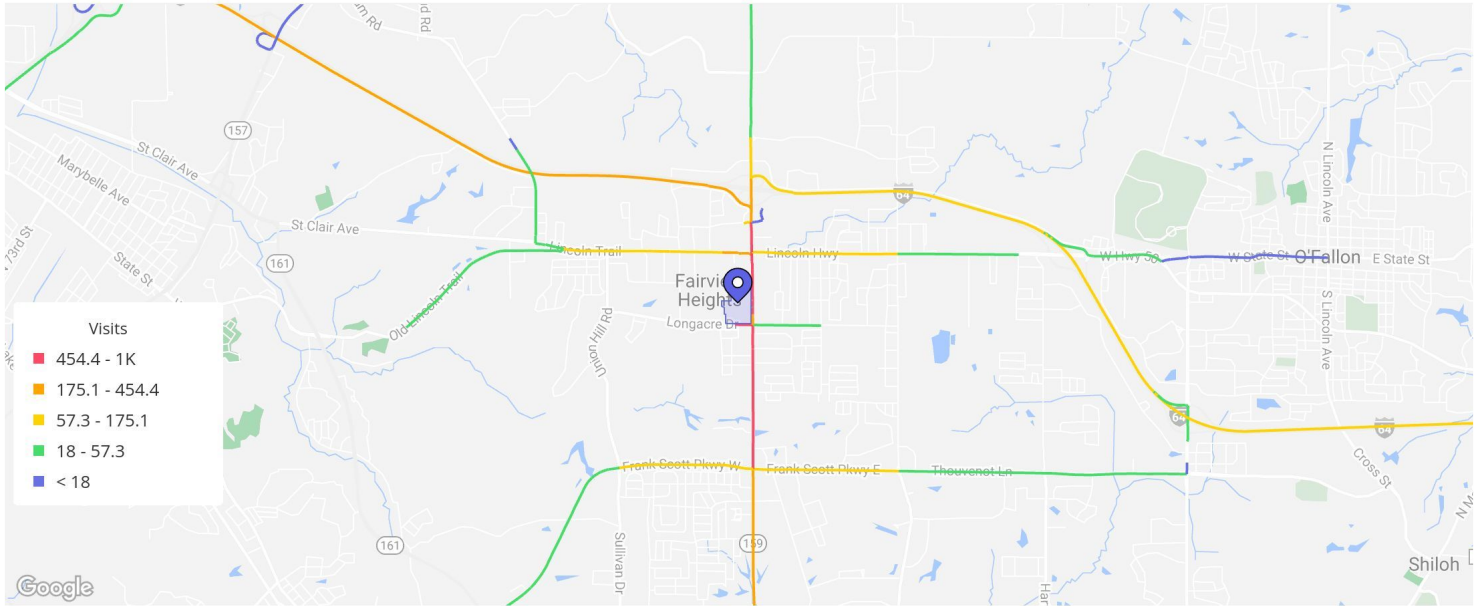 rn Rd
d Rd
157
St Clair Ave
Marybelle Ave
N Lincoln Ave
64
St Clair Ave
73rd St
161
State St
Lincoln Trail
Lincoln Hwy
W Hwy 50
W State St
O'Fallon
E State St
Fairview
Heights
Longacre Dr
Old Lincoln Trail
Union Hill Rd
S Lincoln Ave
Visits
454.4 - 1K
175.1 - 454.4
57.3 - 175.1
18 - 57.3
< 18
64
64
Frank Scott Pkwy W
Frank Scott Pkwy E
Thouvenot Ln
Cross St
161
159
Sullivan Dr
Har
Shiloh
N M
Google